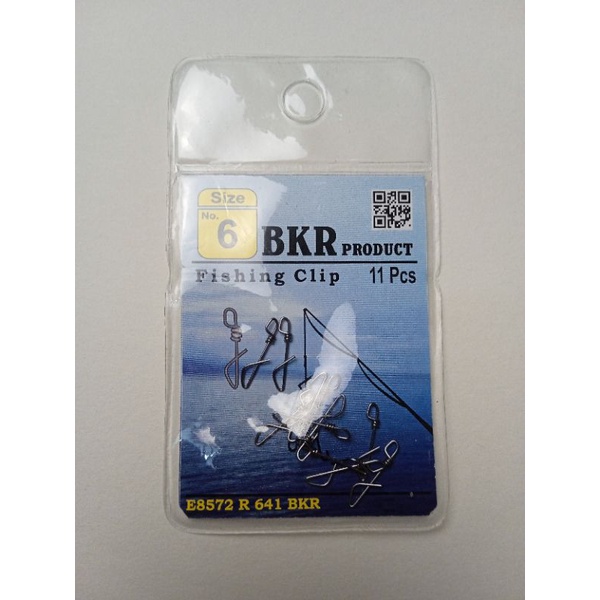 Size
No.
6
BKR PRODUCT
Fishing Clip 11 Pcs
E8572 R 641 BKR